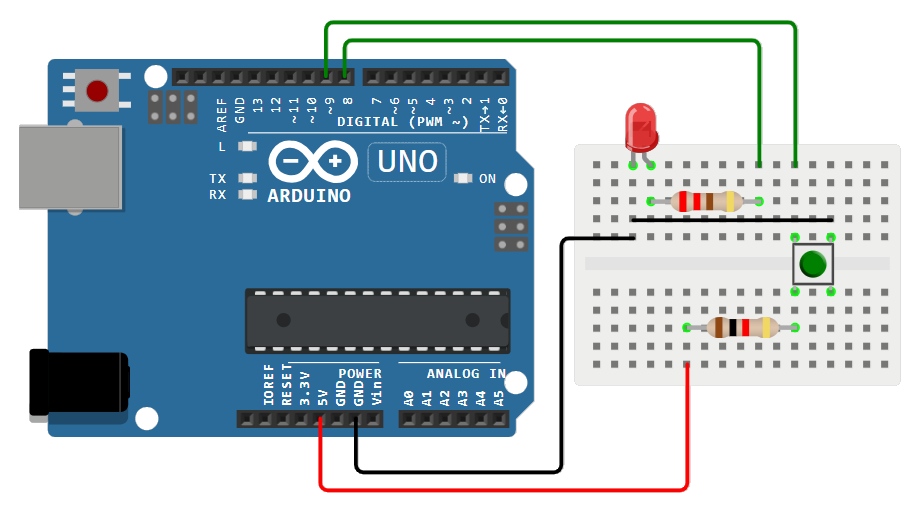 AREF
GND
13
12
~11
~10
~9
8
7
~6
~5
4
~3
2
TX→1
RX←0
DIGITAL (PWM ~)
L
TX
RX
UNO
ON
ARDUINO
IOREF
RESET
3.3V
5V
GND
GND
Vin
POWER
ANALOG IN
A0
A1
A2
A3
A4
A5